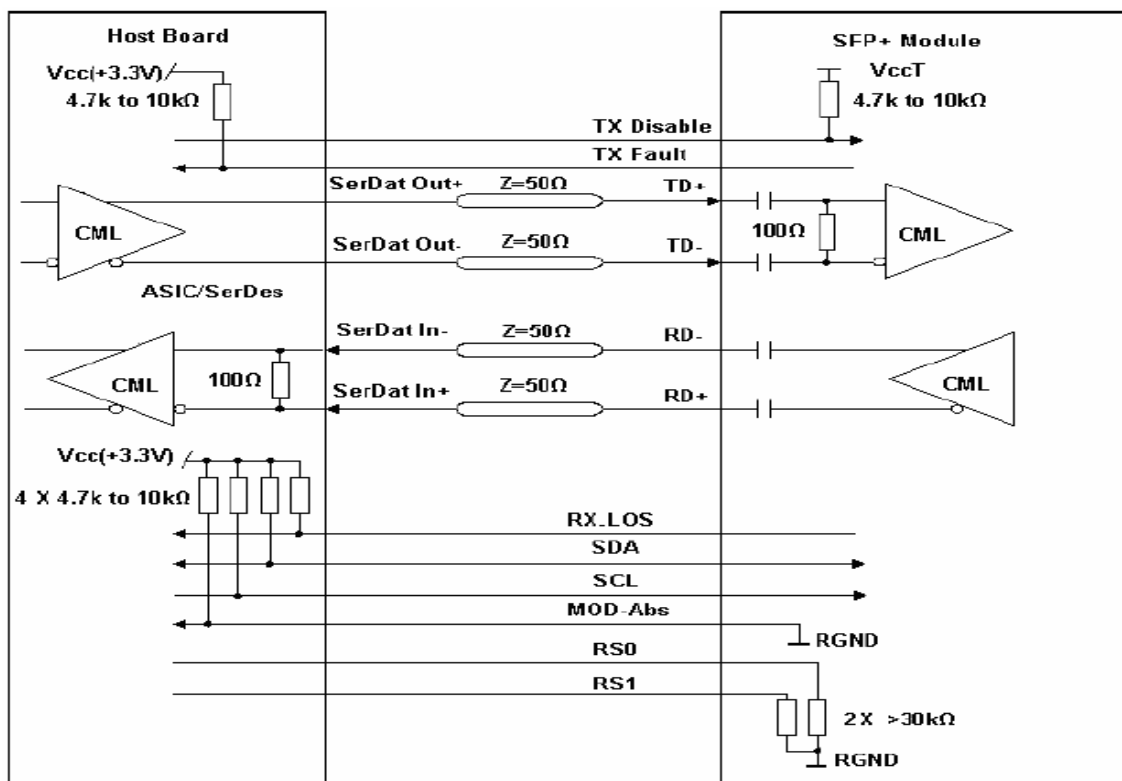 Host Board
SFP+ Module
Vcc(+3.3V)
4.7k to 10kΩ
VccT
4.7k to 10kΩ
TX Disable
TX Fault
SerDat Out+
Z=50Ω
TD+
CML
100Ω
CML
SerDat Out-
Z=50Ω
TD-
ASIC/SerDes
SerDat In-
Z=50Ω
RD-
CML
100Ω
CML
SerDat In+
Z=50Ω
RD+
Vcc(+3.3V)
4 X 4.7k to 10kΩ
RX_LOS
SDA
SCL
MOD-Abs
RGND
RS0
RS1
2X >30kΩ
RGND